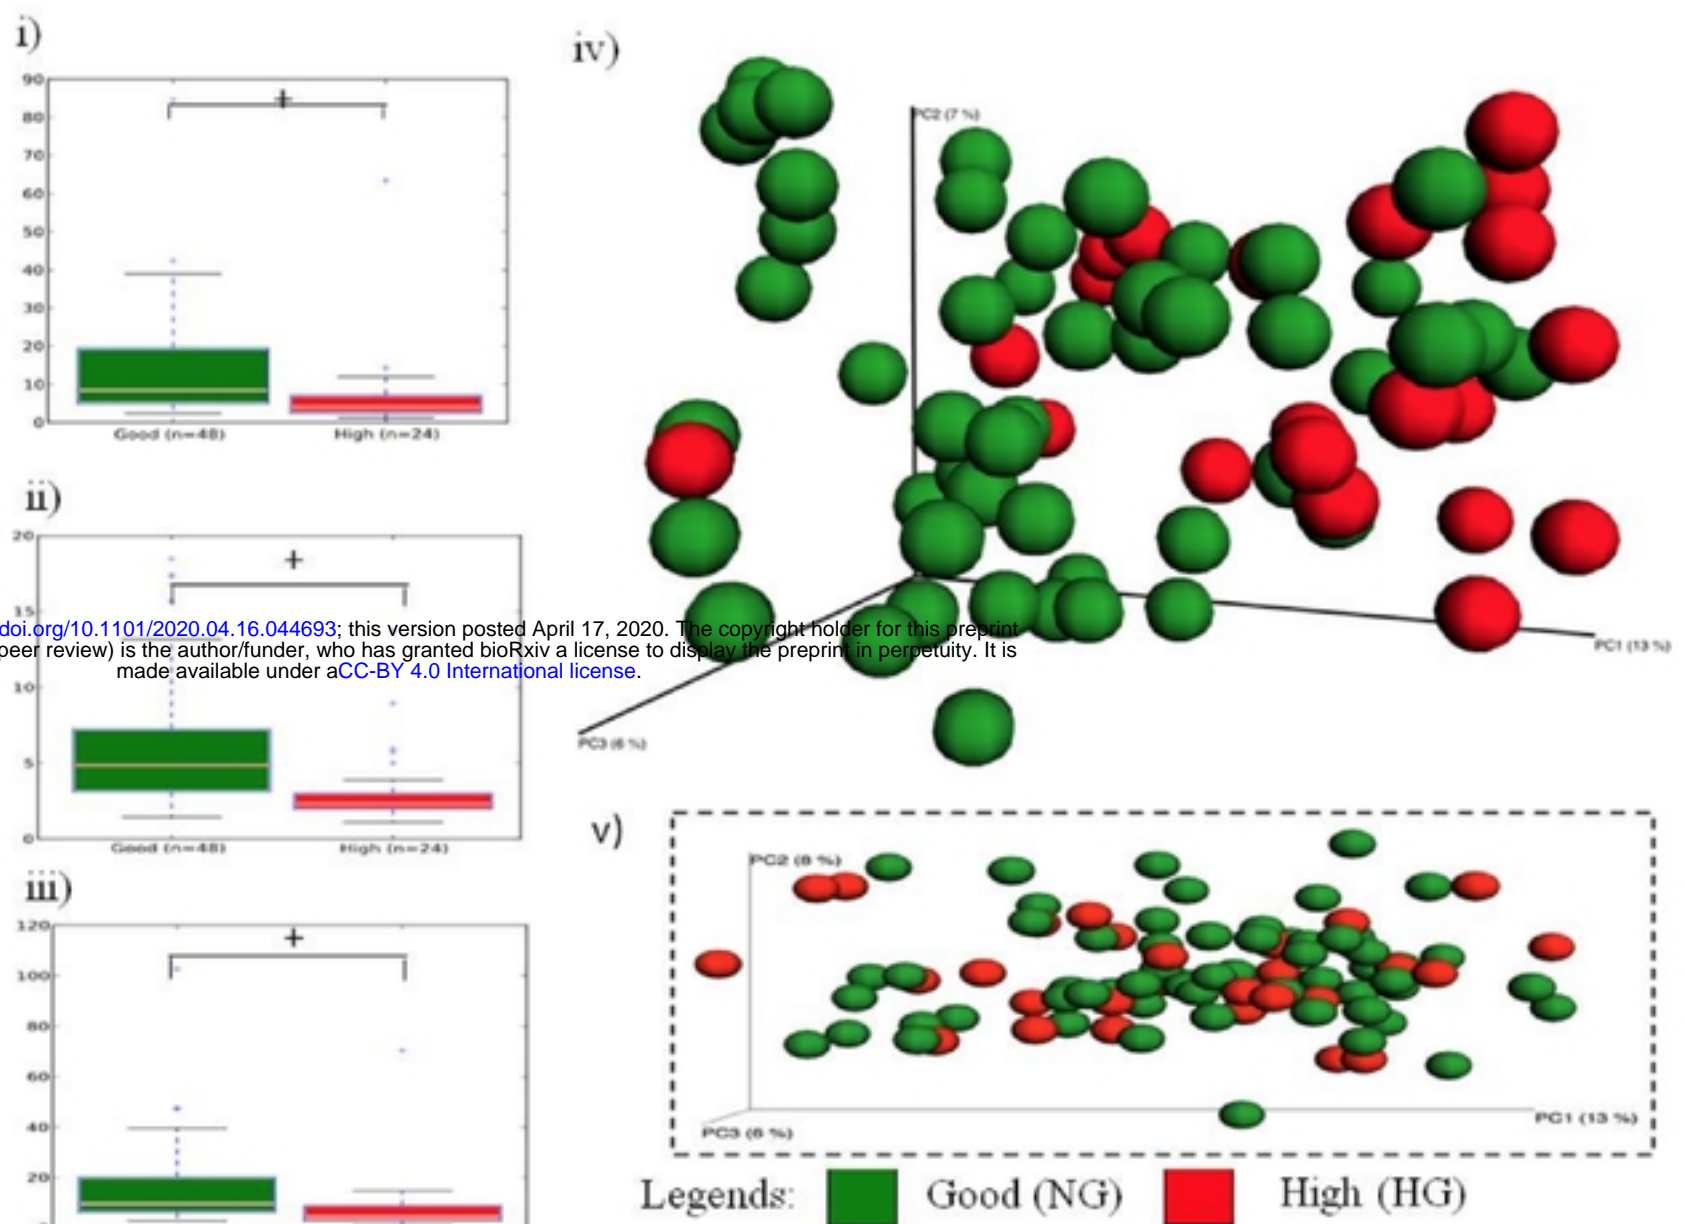 i)
90
80
70
60
50
40
30
20
10
0
Good (n=48)
High (n=24)
ii)
20
15
10
5
0
Good (n=48)
High (n=24)
iii)
120
100
80
60
40
20
iv)
PC2 (7 %)
PC1 (13 %)
PC3 (6 %)
doi.org/10.1101/2020.04.16.044693; this version posted April 17, 2020. The copyright holder for this preprint
peer review) is the author/funder, who has granted bioRxiv a license to display the preprint in perpetuity. It is
made available under aCC-BY 4.0 International license.
v)
PC2 (8 %)
PC1 (13 %)
PC3 (6 %)
Legends:
Good (NG)
High (HG)